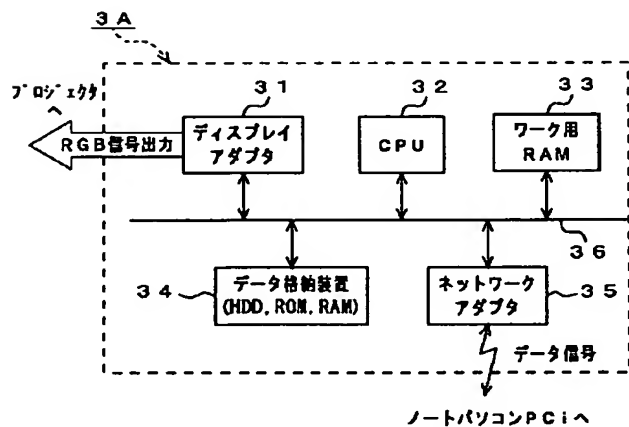 3A
プロジェクタ
へ
RGB信号出力
31
ディスプレイ
アダプタ
32
CPU
33
ワーク用
RAM
36
34
データ格納装置
(HDD,ROM,RAM)
ネットワーク
アダプタ
35
データ信号
ノートパソコンPCiへ